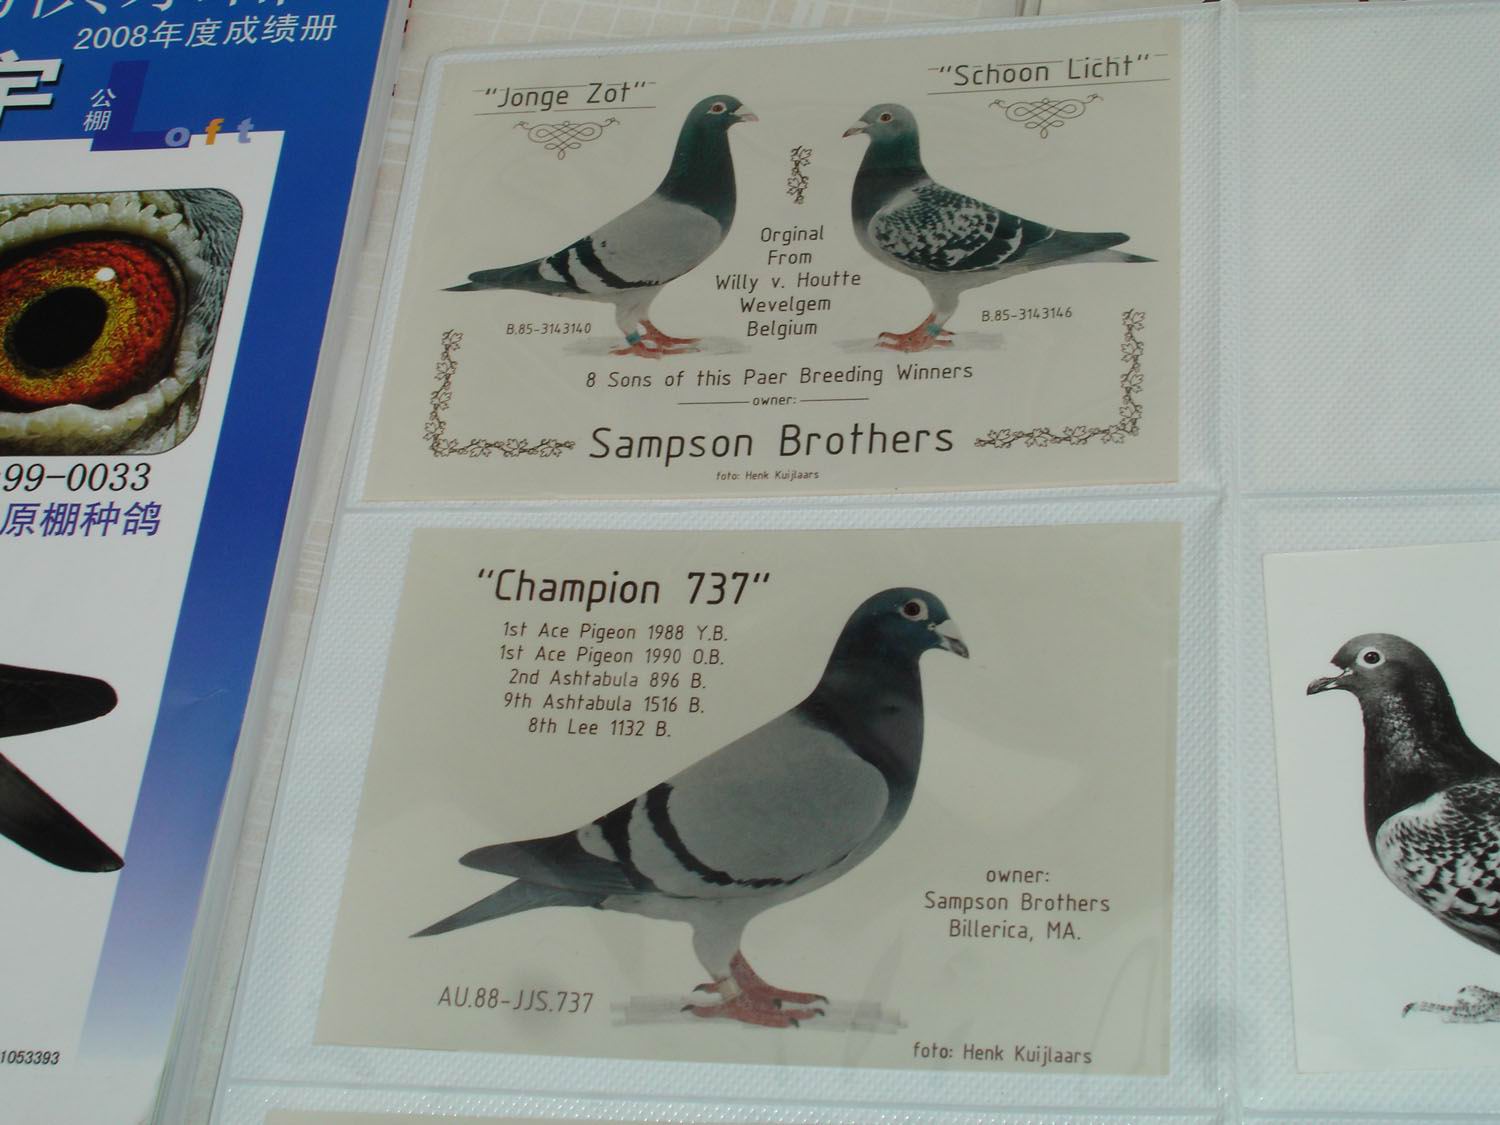 2008年度成绩册
宇
公
棚
Loft
99-0033
原棚种鸽
1053393
"Jonge Zot"
"Schoon Licht"
Orginal
From
Willy v. Houtte
Wevelgem
Belgium
B.85-3143140
B.85-3143146
8 Sons of this Paer Breeding Winners
owner:
Sampson Brothers
foto: Henk Kuijlaars
"Champion 737"
1st Ace Pigeon 1988 Y.B.
1st Ace Pigeon 1990 O.B.
2nd Ashtabula 896 B.
9th Ashtabula 1516 B.
8th Lee 1132 B.
owner:
Sampson Brothers
Billerica, MA.
AU.88-JJS.737
foto: Henk Kuijlaars